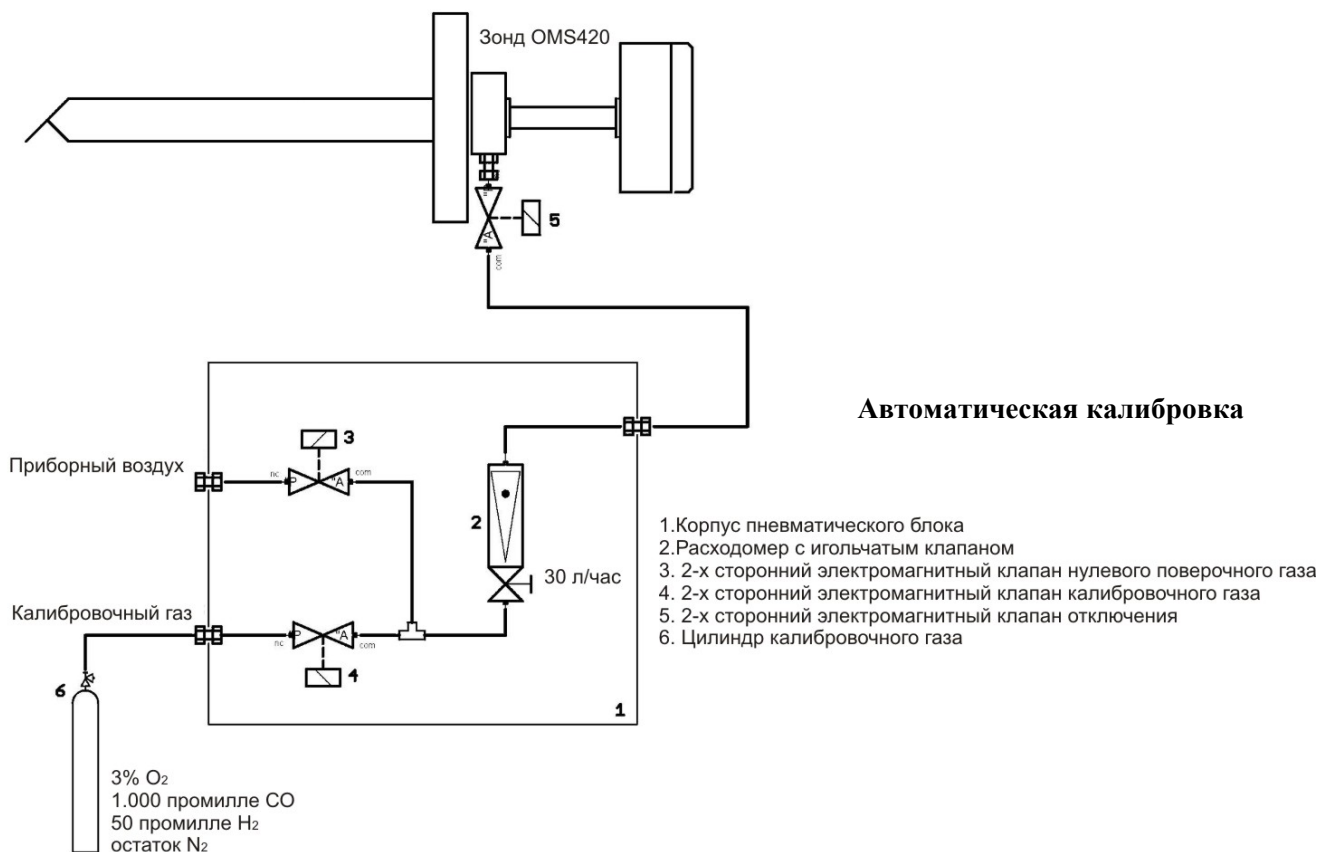 Зонд OMS420
"
5
"A
com
Автоматическая калибровка
3
Приборный воздух
nc
P
"A
com
2
30 л/час
Калибровочный газ
P
"A
nc
com
4
6
1
1.Корпус пневматического блока
2.Расходомер с игольчатым клапаном
3. 2-х сторонний электромагнитный клапан нулевого поверочного газа
4. 2-х сторонний электромагнитный клапан калибровочного газа
5. 2-х сторонний электромагнитный клапан отключения
6. Цилиндр калибровочного газа
3% O₂
1.000 промилле CO
50 промилле H₂
остаток N₂